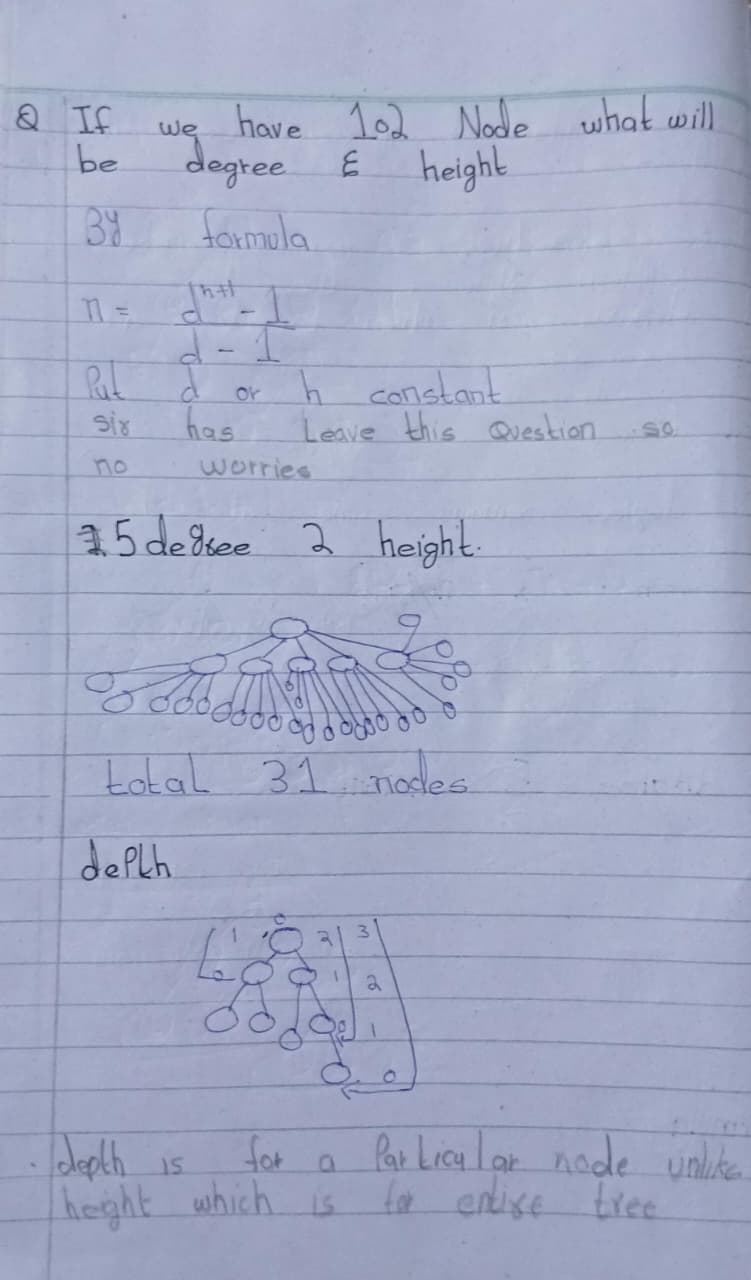 Q If we have 102 Node what will
be degree & height
By formula
n = d^h+1 - 1
d - 1
Put d or h constant
sir has Leave this Question so
no worries
5 degree 2 height.
total 31 nodes
depth
1 2 3
0 1 2
0 1
0
. depth is for a Particular node unlike
height which is for entire tree